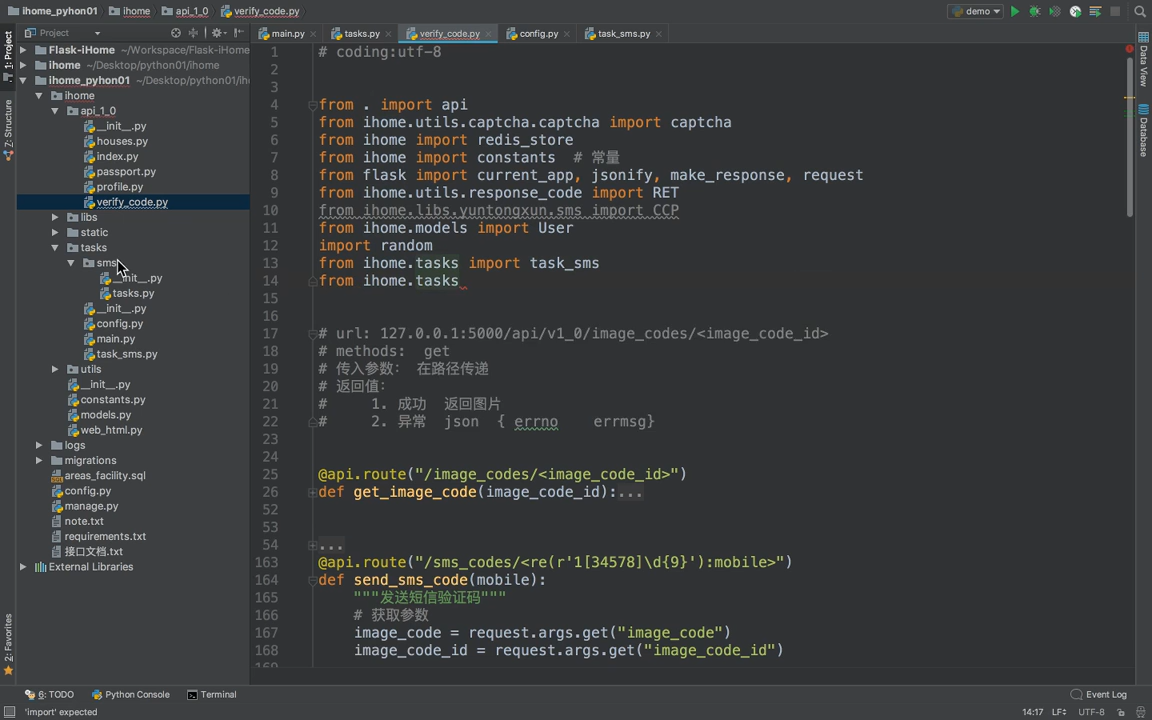 ihome_pyhon01 ihome api_1_0 verify_code.py
demo
Project
main.py tasks.py verify_code.py config.py task_sms.py
1: Project
Z: Structure
2: Favorites
Flask-iHome ~/Workspace/Flask-iHome
ihome ~/Desktop/python01/ihome
ihome_pyhon01 ~/Desktop/python01/ih
ihome
api_1_0
__init__.py
houses.py
index.py
passport.py
profile.py
verify_code.py
libs
static
tasks
sms
__init__.py
tasks.py
__init__.py
config.py
main.py
task_sms.py
utils
__init__.py
constants.py
models.py
web_html.py
logs
migrations
areas_facility.sql
config.py
manage.py
note.txt
requirements.txt
接口文档.txt
External Libraries
1 # coding:utf-8
2
3
4 from . import api
5 from ihome.utils.captcha.captcha import captcha
6 from ihome import redis_store
7 from ihome import constants  # 常量
8 from flask import current_app, jsonify, make_response, request
9 from ihome.utils.response_code import RET
10 from ihome.libs.yuntongxun.sms import CCP
11 from ihome.models import User
12 import random
13 from ihome.tasks import task_sms
14 from ihome.tasks
15
16
17 # url: 127.0.0.1:5000/api/v1_0/image_codes/<image_code_id>
18 # methods:  get
19 # 传入参数： 在路径传递
20 # 返回值：
21 #     1. 成功  返回图片
22 #     2. 异常  json  { errno    errmsg}
23
24
25 @api.route("/image_codes/<image_code_id>")
26 def get_image_code(image_code_id):...
52
53
54 ...
163 @api.route("/sms_codes/<re(r'1[34578]\d{9}'):mobile>")
164 def send_sms_code(mobile):
165     """发送短信验证码"""
166     # 获取参数
167     image_code = request.args.get("image_code")
168     image_code_id = request.args.get("image_code_id")
169
Data View
Database
6: TODO Python Console Terminal Event Log
'import' expected 14:17 LF UTF-8